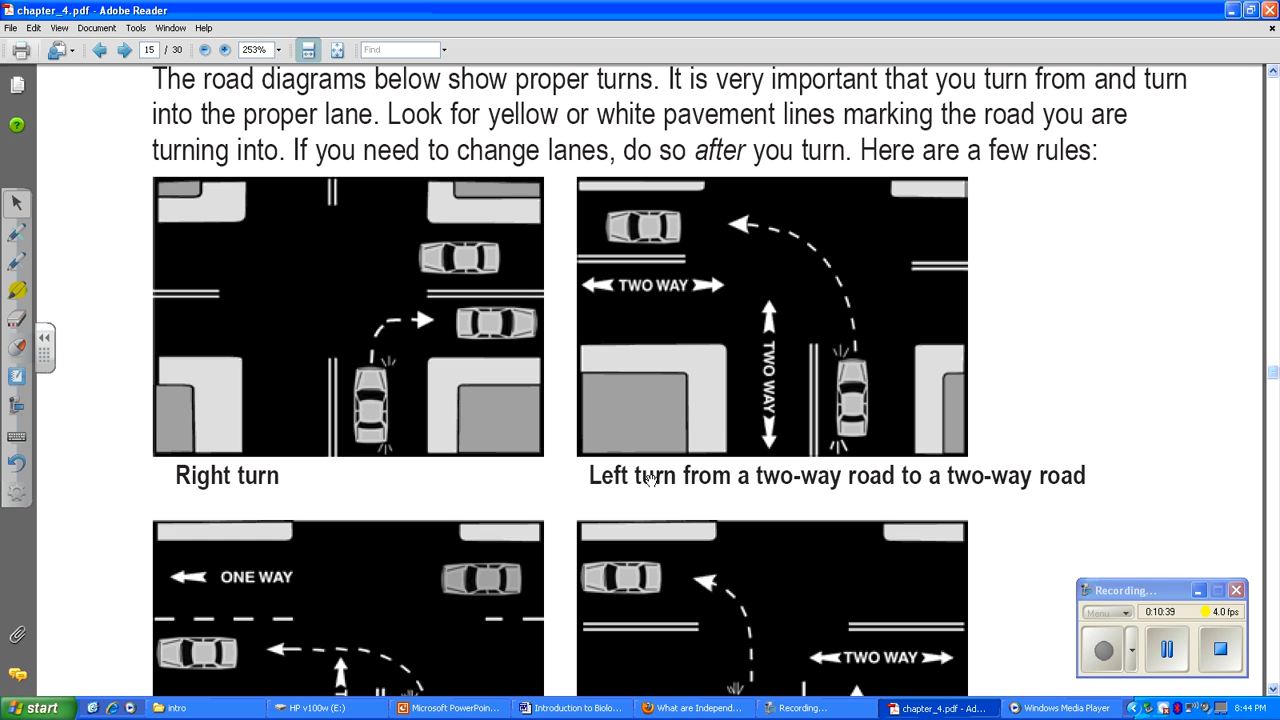 chapter_4.pdf - Adobe Reader
File Edit View Document Tools Window Help
15 / 30 253% Find
The road diagrams below show proper turns. It is very important that you turn from and turn
into the proper lane. Look for yellow or white pavement lines marking the road you are
turning into. If you need to change lanes, do so after you turn. Here are a few rules:
TWO WAY
TWO WAY
Right turn
Left turn from a two-way road to a two-way road
ONE WAY
TWO WAY
Recording...
Menu 0:10:39 4.0 fps
start intro HP v100w (E:) Microsoft PowerPoin... Introduction to Biolo... What are Independ... Recording... chapter_4.pdf - Ad... Windows Media Player 8:44 PM